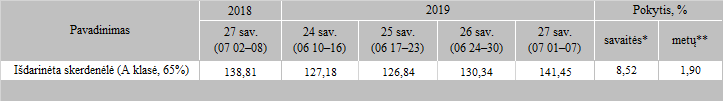 Pavadinimas
2018
2019
Pokytis, %
27 sav.
(07 02–08)
24 sav.
(06 10–16)
25 sav.
(06 17–23)
26 sav.
(06 24–30)
27 sav.
(07 01–07)
savaitės*
metų**
Išdarinėta skerdenėlė (A klasė, 65%) 138,81 127,18 126,84 130,34 141,45 8,52 1,90